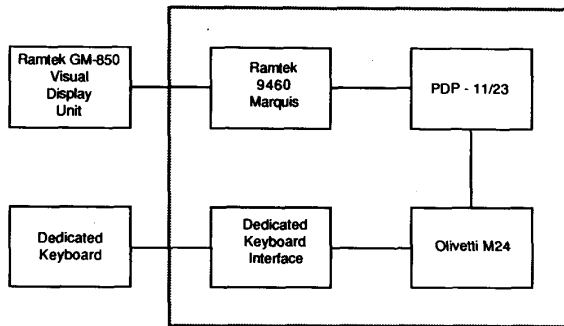 Ramtek GM-850
Visual
Display
Unit
Ramtek
9460
Marquis
PDP - 11/23
Dedicated
Keyboard
Dedicated
Keyboard
Interface
Olivetti M24